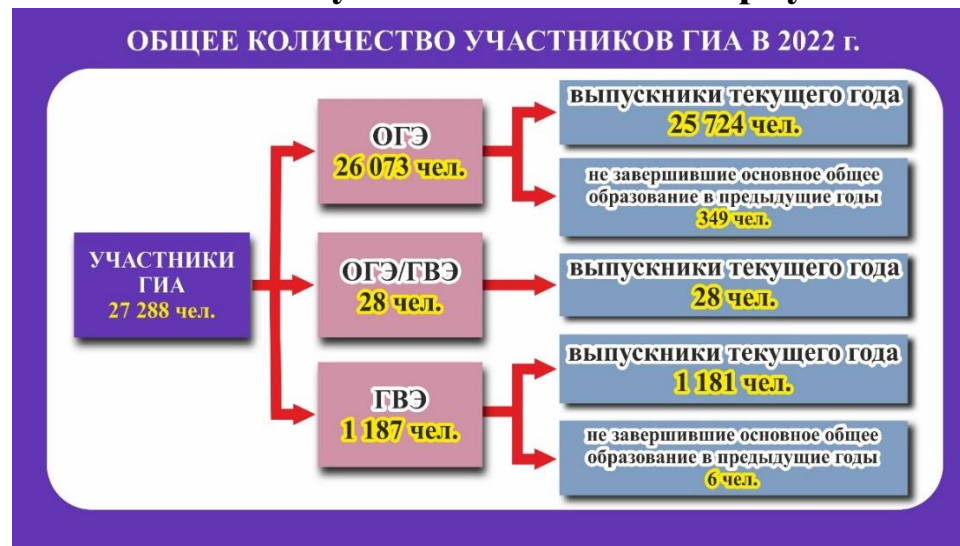 ОБЩЕЕ КОЛИЧЕСТВО УЧАСТНИКОВ ГИА В 2022 г.
УЧАСТНИКИ
ГИА
27 288 чел.
ОГЭ
26 073 чел.
выпускники текущего года
25 724 чел.
не завершившие основное общее
образование в предыдущие годы
349 чел.
ОГЭ/ГВЭ
28 чел.
выпускники текущего года
28 чел.
ГВЭ
1 187 чел.
выпускники текущего года
1 181 чел.
не завершившие основное общее
образование в предыдущие годы
6 чел.